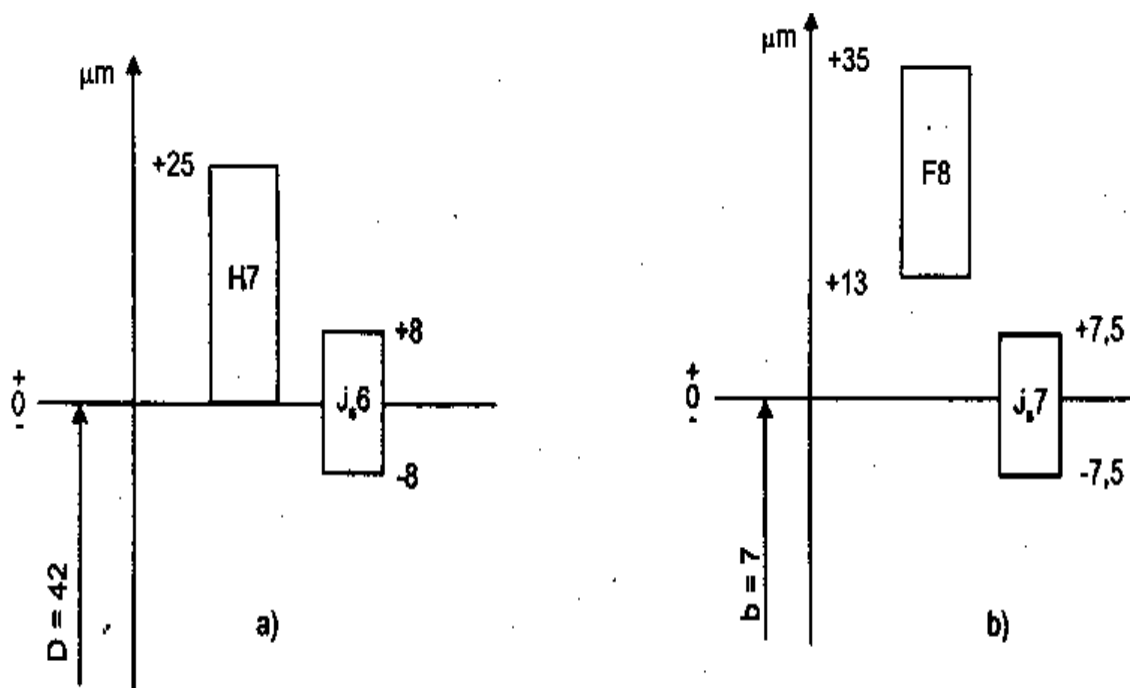 μm
+25
H7
+8
jₛ6
-8
+
0
-
D = 42
a)
μm
+35
F8
+13
+7,5
jₛ7
-7,5
+
0
-
b = 7
b)